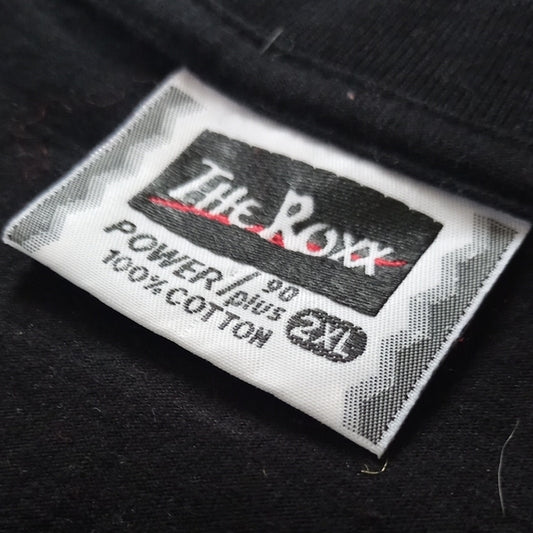 THE ROXX
POWER/plus 90
100% COTTON 2XL